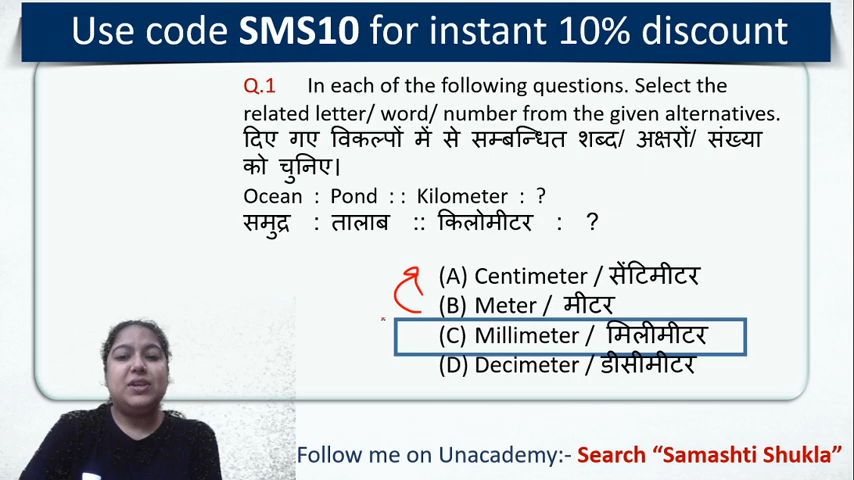 Use code SMS10 for instant 10% discount
Q.1 In each of the following questions. Select the
related letter/ word/ number from the given alternatives.
दिए गए विकल्पों में से सम्बन्धित शब्द/ अक्षरों/ संख्या
को चुनिए।
Ocean : Pond : : Kilometer : ?
समुद्र : तालाब :: किलोमीटर : ?
(A) Centimeter / सेंटिमीटर
(B) Meter / मीटर
(C) Millimeter / मिलीमीटर
(D) Decimeter / डीसीमीटर
Follow me on Unacademy:- Search “Samashti Shukla”